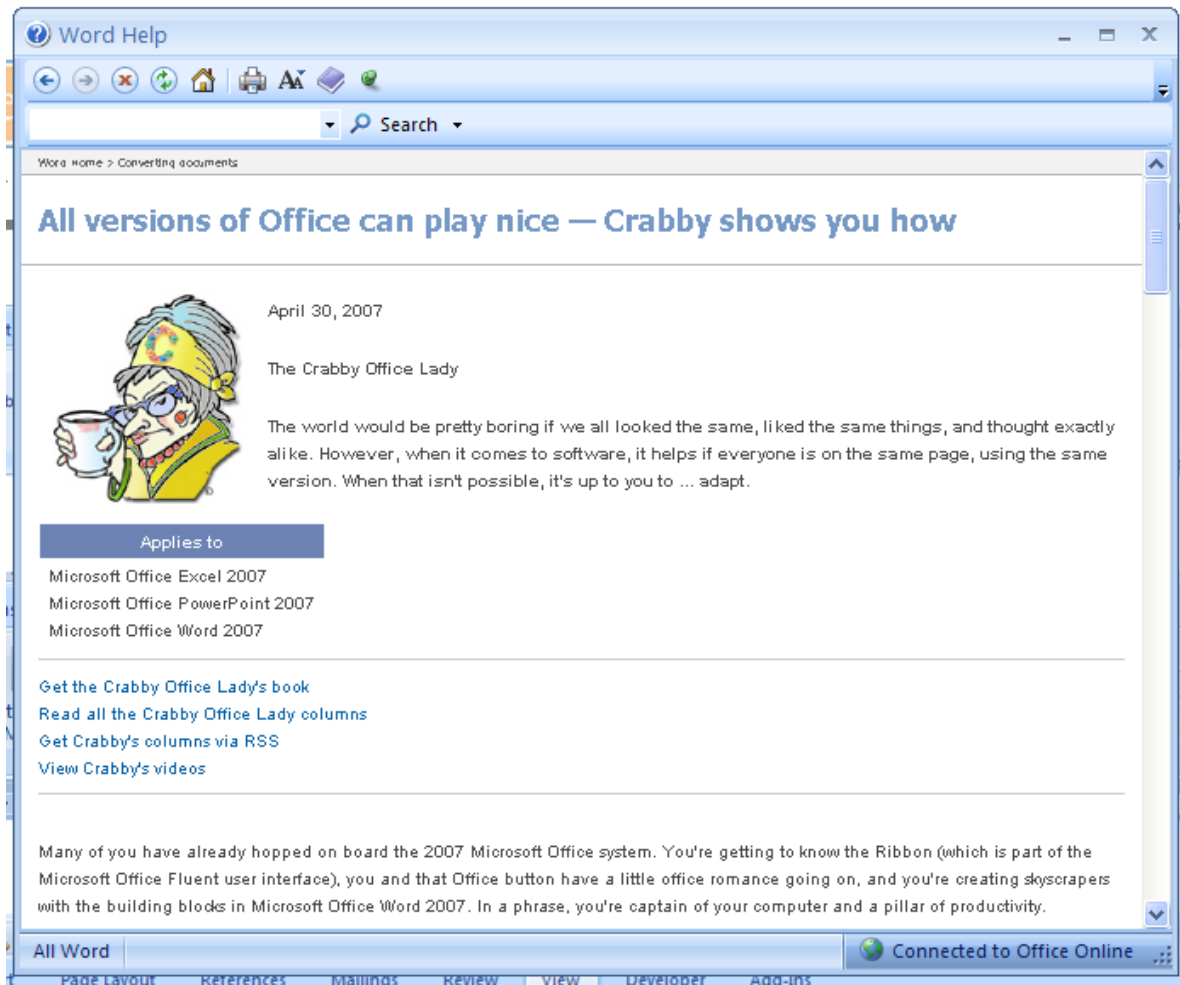 Word Help
Search
Word Home > Converting documents
All versions of Office can play nice — Crabby shows you how
April 30, 2007
The Crabby Office Lady
C
The world would be pretty boring if we all looked the same, liked the same things, and thought exactly
alike. However, when it comes to software, it helps if everyone is on the same page, using the same
version. When that isn't possible, it's up to you to ... adapt.
Applies to
Microsoft Office Excel 2007
Microsoft Office PowerPoint 2007
Microsoft Office Word 2007
Get the Crabby Office Lady's book
Read all the Crabby Office Lady columns
Get Crabby's columns via RSS
View Crabby's videos
Many of you have already hopped on board the 2007 Microsoft Office system. You're getting to know the Ribbon (which is part of the
Microsoft Office Fluent user interface), you and that Office button have a little office romance going on, and you're creating skyscrapers
with the building blocks in Microsoft Office Word 2007. In a phrase, you're captain of your computer and a pillar of productivity.
All Word
Connected to Office Online
Page Layout References Mailings Review View Developer Add-Ins